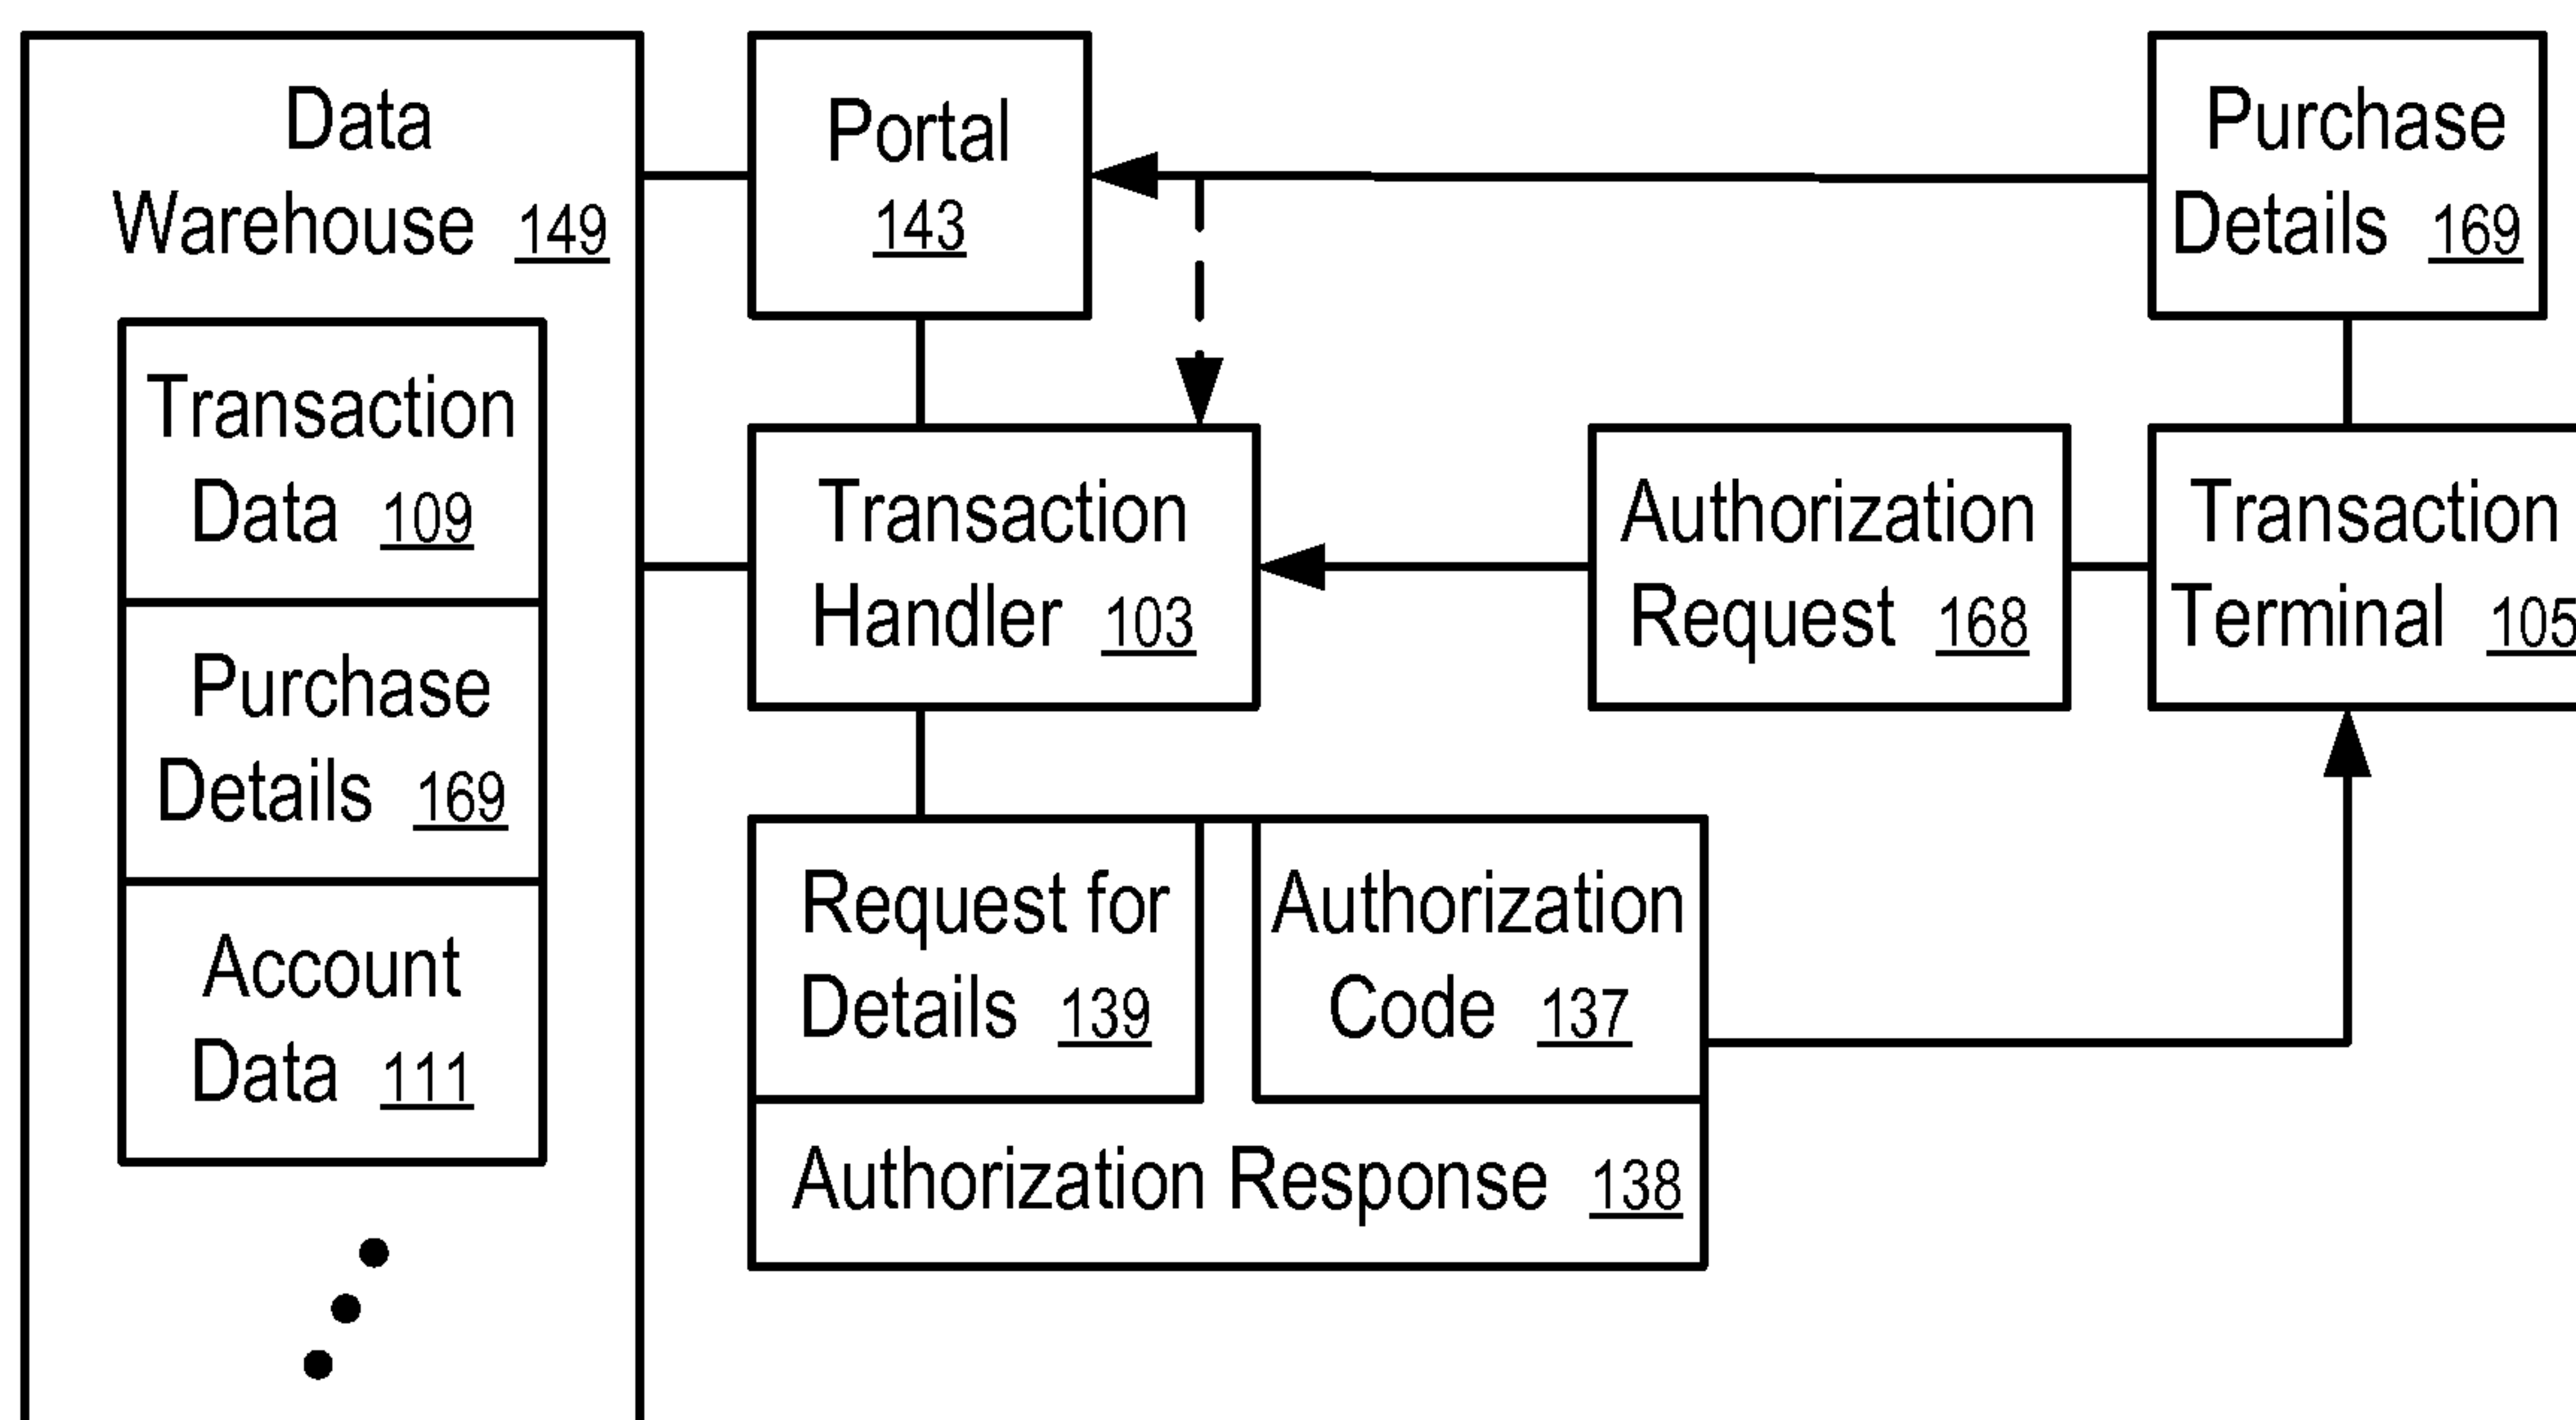 Data
Warehouse 149
Transaction
Data 109
Purchase
Details 169
Account
Data 111
Portal
143
Purchase
Details 169
Transaction
Handler 103
Authorization
Request 168
Transaction
Terminal 105
Request for
Details 139
Authorization
Code 137
Authorization Response 138